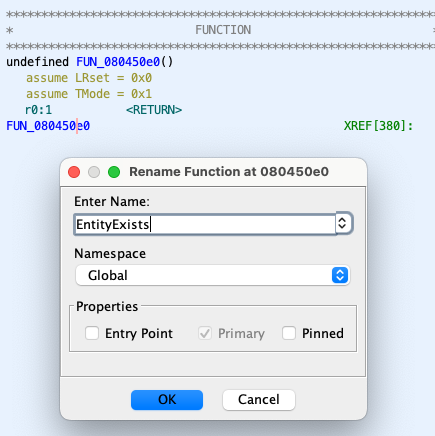 ******************************************************************
* FUNCTION *
******************************************************************
undefined FUN_080450e0()
assume LRset = 0x0
assume TMode = 0x1
r0:1 <RETURN>
FUN_080450e0 XREF[380]:
Rename Function at 080450e0
Enter Name:
EntityExists
Namespace
Global
Properties
Entry Point Primary Pinned
OK Cancel